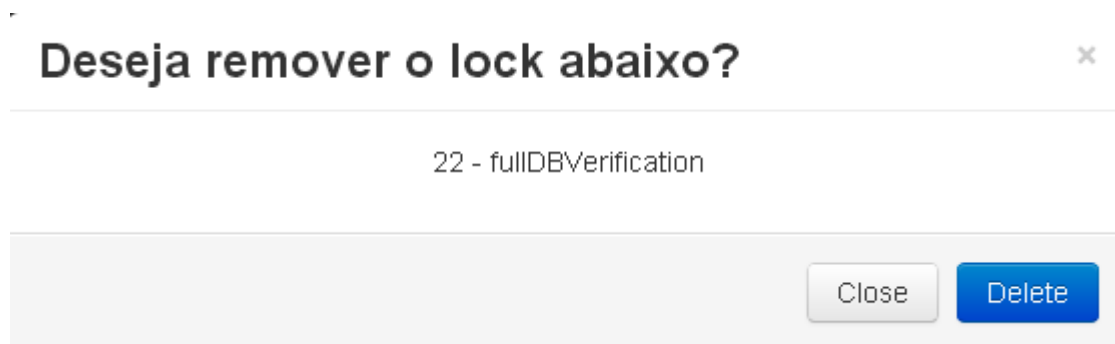 Deseja remover o lock abaixo?
×
22 - fullDBVerification
Close
Delete